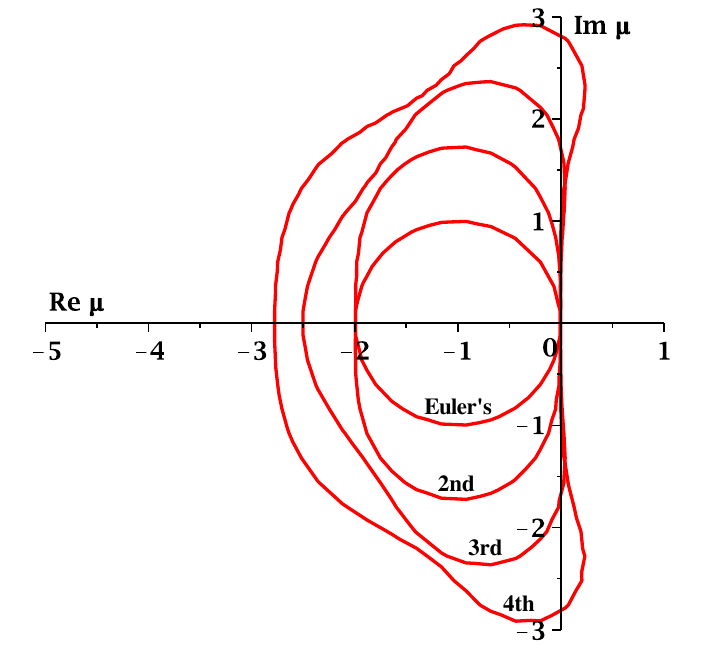 3
Im μ
2
1
Re μ
−5
−4
−3
−2
−1
0
1
Euler's
−1
2nd
−2
3rd
4th
−3